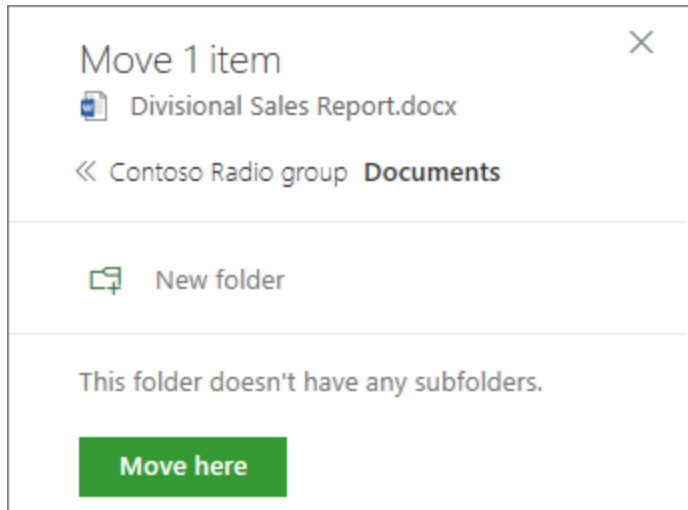 Move 1 item
Divisional Sales Report.docx
Contoso Radio group Documents
New folder
This folder doesn't have any subfolders.
Move here